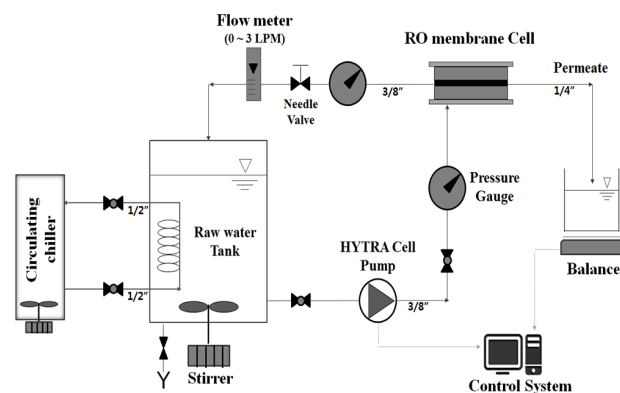 Flow meter
(0 ~ 3 LPM)
RO membrane Cell
Permeate
3/8”
1/4”
Needle
Valve
Pressure
Gauge
Circulating
chiller
1/2”
1/2”
Raw water
Tank
HYTRA Cell
Pump
3/8”
Balance
Stirrer
Control System